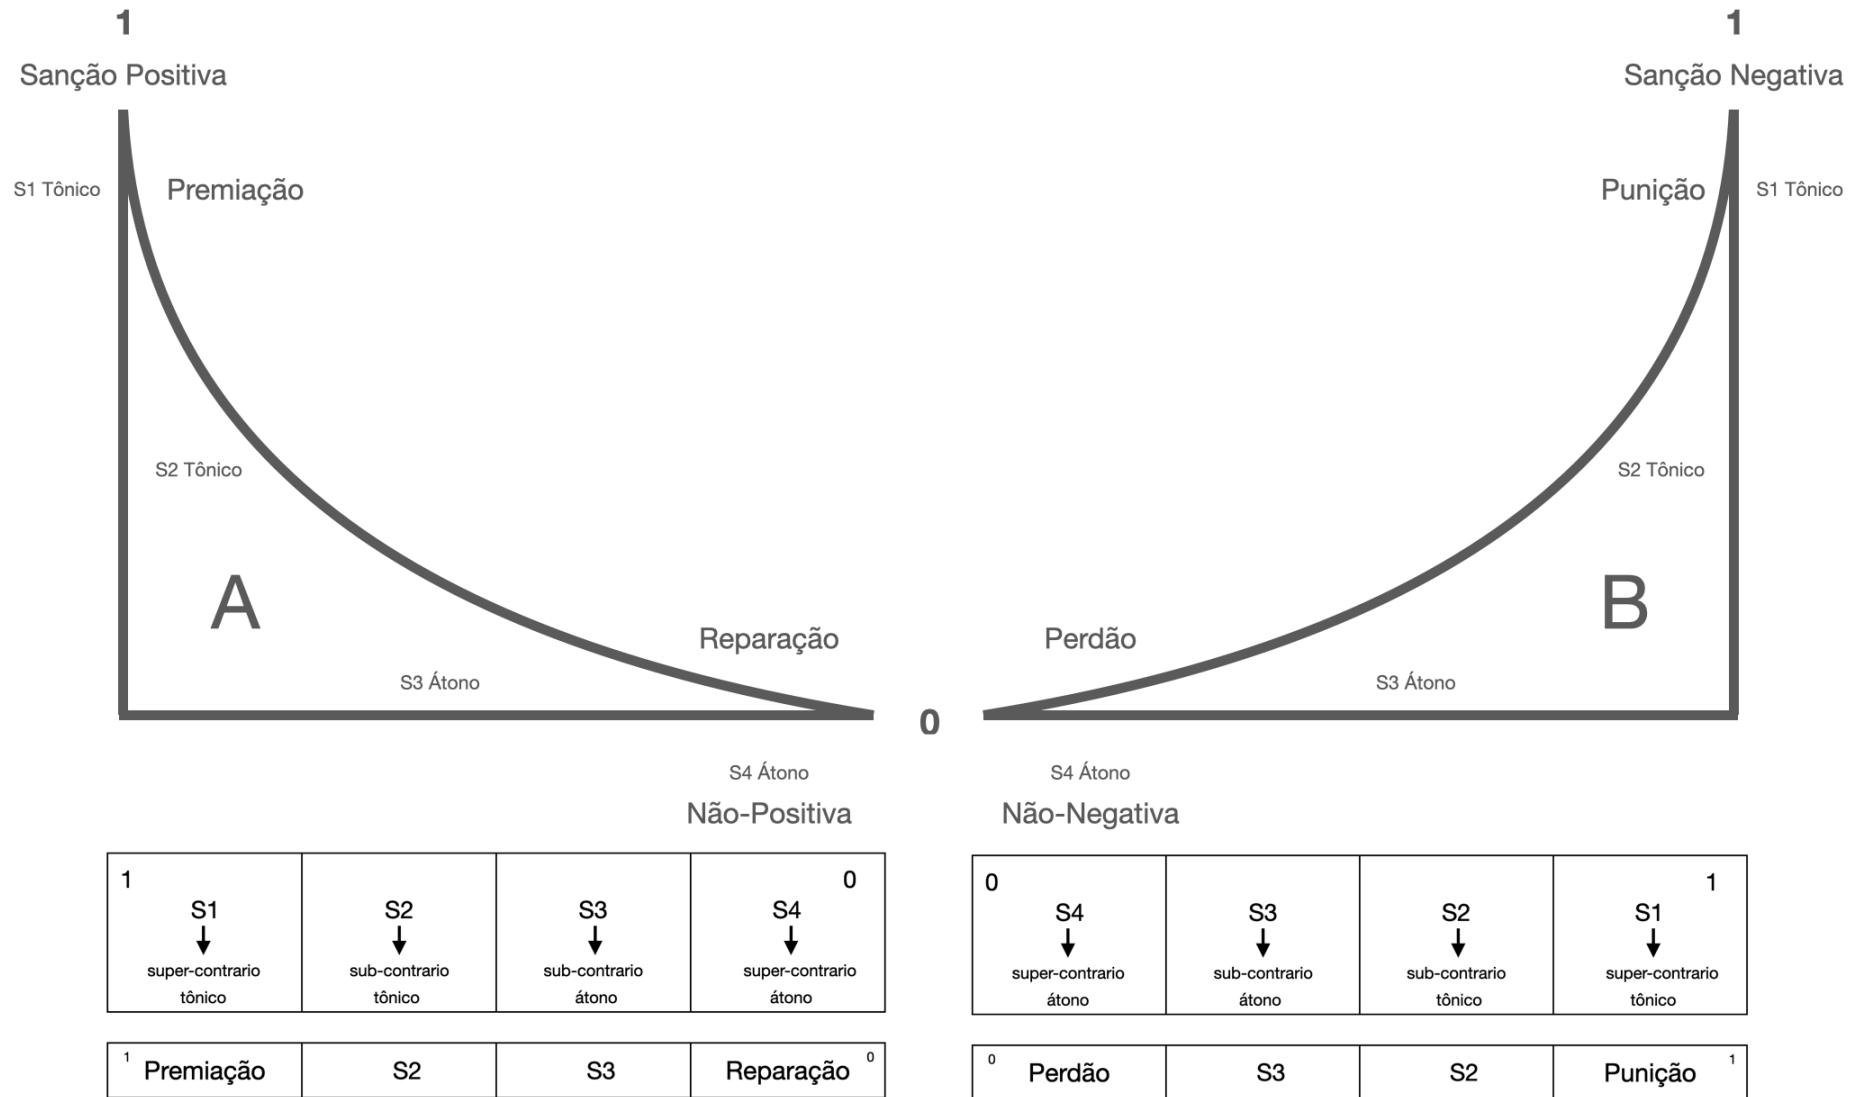 1
1
Sanção Positiva
Sanção Negativa
S1 Tônico
Premiação
Punição
S1 Tônico
S2 Tônico
S2 Tônico
A
B
Reparação
Perdão
S3 Átono
S3 Átono
0
S4 Átono
S4 Átono
Não-Positiva
Não-Negativa
1
S1
super-contrario
tônico
S2
sub-contrario
tônico
S3
sub-contrario
átono
0
S4
super-contrario
átono
0
S4
super-contrario
átono
S3
sub-contrario
átono
S2
sub-contrario
tônico
1
S1
super-contrario
tônico
1 Premiação
S2
S3
Reparação 0
0 Perdão
S3
S2
Punição 1